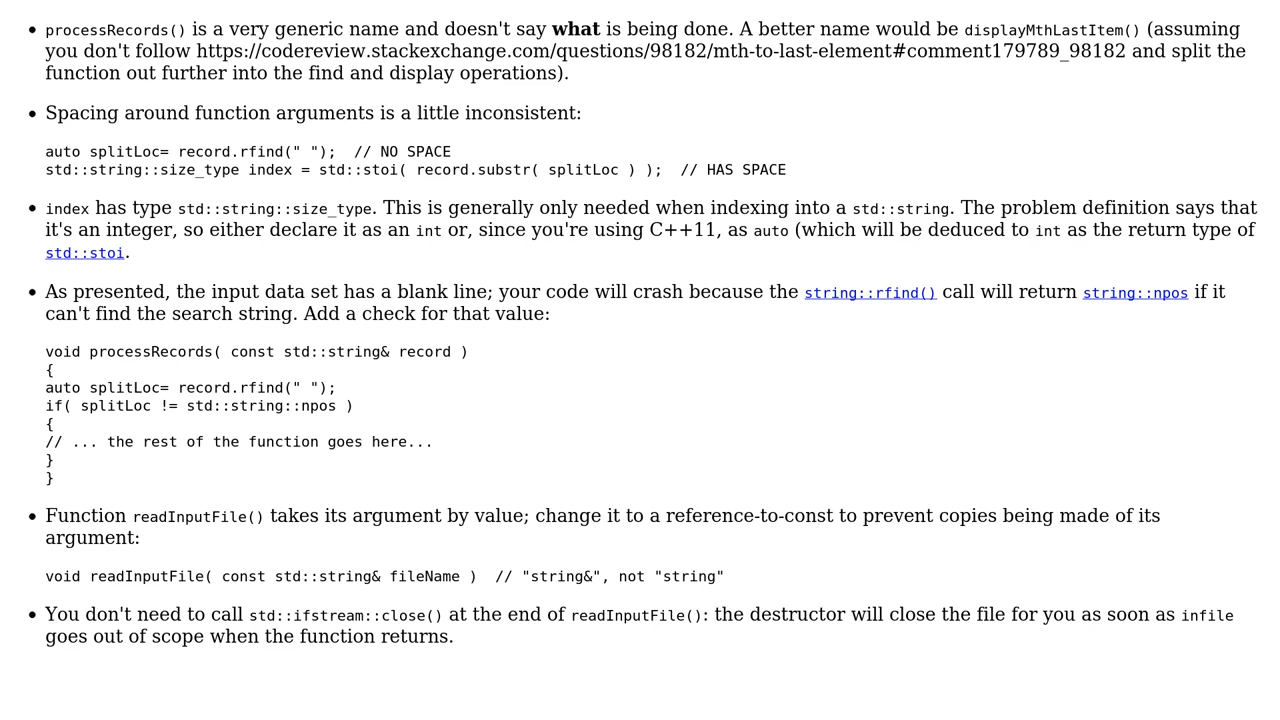 • processRecords() is a very generic name and doesn't say what is being done. A better name would be displayMthLastItem() (assuming
you don't follow https://codereview.stackexchange.com/questions/98182/mth-to-last-element#comment179789_98182 and split the
function out further into the find and display operations).
• Spacing around function arguments is a little inconsistent:
auto splitLoc= record.rfind(" ");  // NO SPACE
std::string::size_type index = std::stoi( record.substr( splitLoc ) );  // HAS SPACE
• index has type std::string::size_type. This is generally only needed when indexing into a std::string. The problem definition says that
it's an integer, so either declare it as an int or, since you're using C++11, as auto (which will be deduced to int as the return type of
std::stoi.
• As presented, the input data set has a blank line; your code will crash because the string::rfind() call will return string::npos if it
can't find the search string. Add a check for that value:
void processRecords( const std::string& record )
{
auto splitLoc= record.rfind(" ");
if( splitLoc != std::string::npos )
{
// ... the rest of the function goes here...
}
}
• Function readInputFile() takes its argument by value; change it to a reference-to-const to prevent copies being made of its
argument:
void readInputFile( const std::string& fileName )  // "string&", not "string"
• You don't need to call std::ifstream::close() at the end of readInputFile(): the destructor will close the file for you as soon as infile
goes out of scope when the function returns.